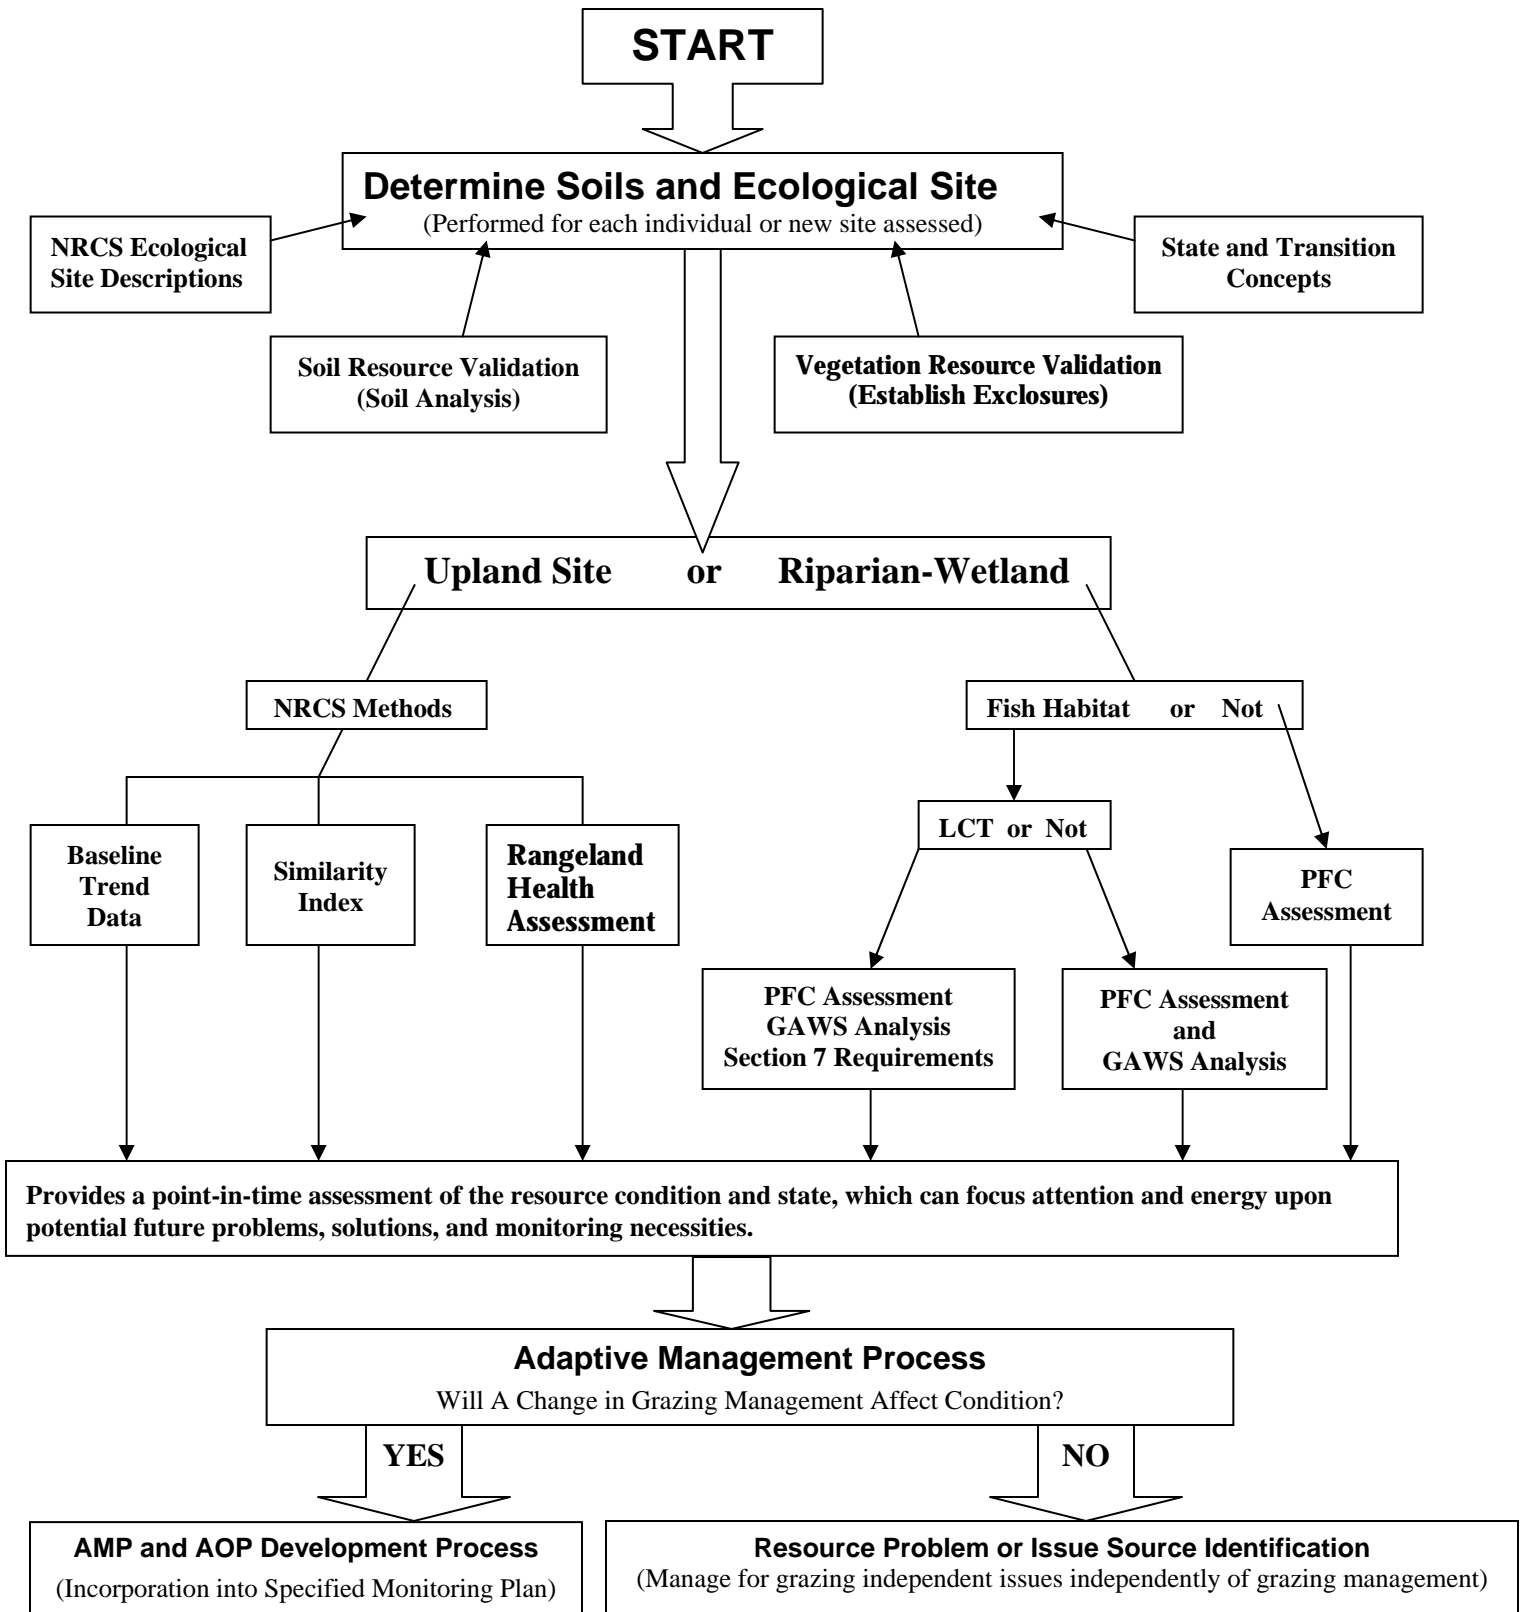 START
Determine Soils and Ecological Site
(Performed for each individual or new site assessed)
NRCS Ecological
Site Descriptions
State and Transition
Concepts
Soil Resource Validation
(Soil Analysis)
Vegetation Resource Validation
(Establish Exclosures)
Upland Site or Riparian-Wetland
NRCS Methods
Fish Habitat or Not
LCT or Not
Baseline
Trend
Data
Similarity
Index
Rangeland
Health
Assessment
PFC
Assessment
PFC Assessment
GAWS Analysis
Section 7 Requirements
PFC Assessment
and
GAWS Analysis
Provides a point-in-time assessment of the resource condition and state, which can focus attention and energy upon
potential future problems, solutions, and monitoring necessities.
Adaptive Management Process
Will A Change in Grazing Management Affect Condition?
YES
NO
AMP and AOP Development Process
(Incorporation into Specified Monitoring Plan)
Resource Problem or Issue Source Identification
(Manage for grazing independent issues independently of grazing management)